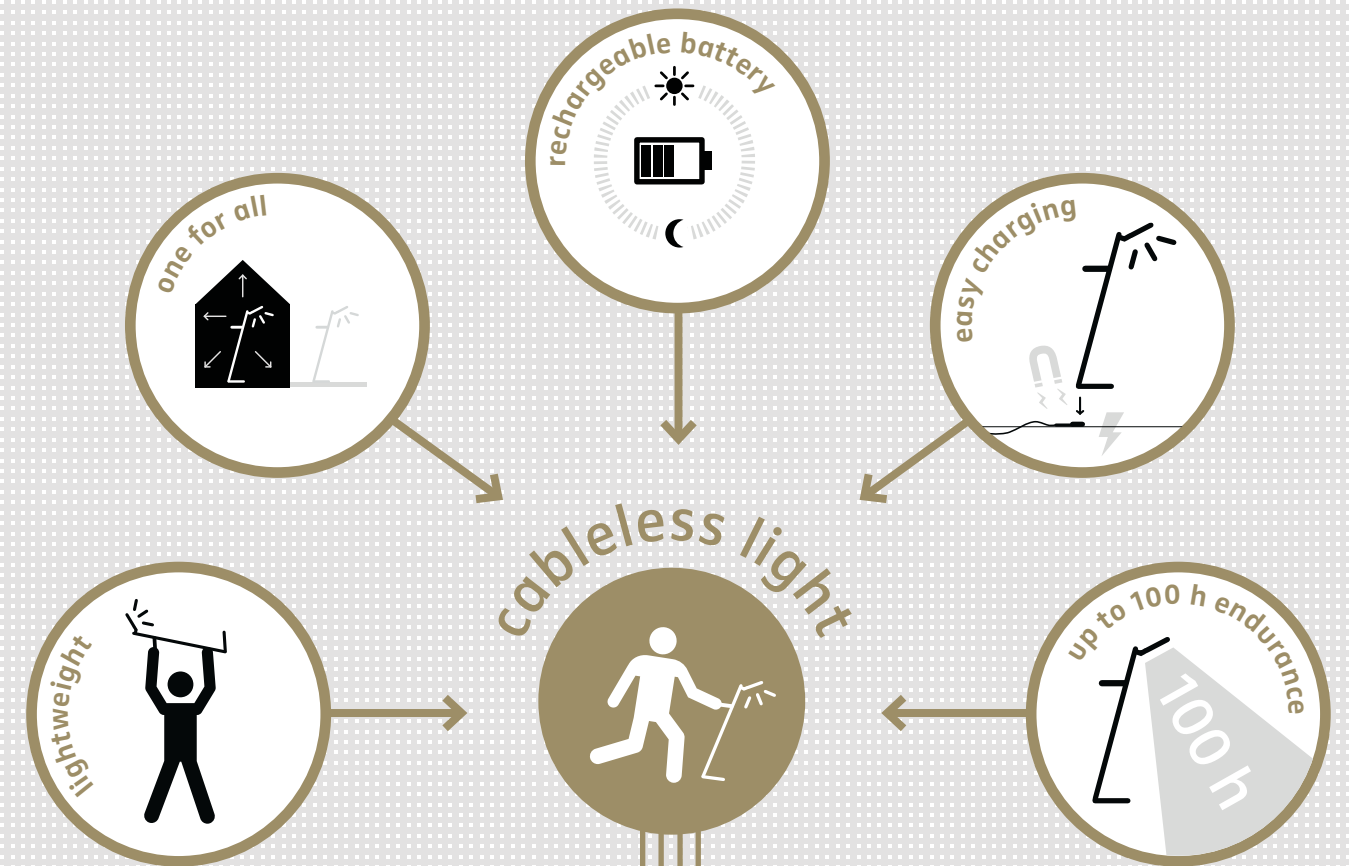 rechargeable battery
one for all
easy charging
cableless light
lightweight
up to 100 h endurance
100 h